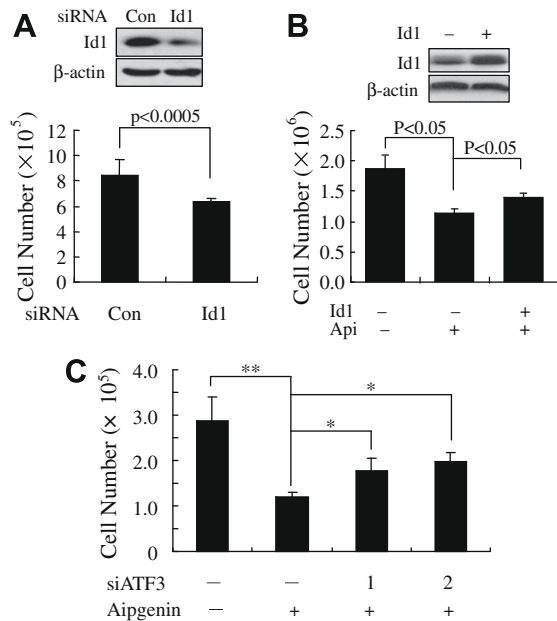 A
siRNA Con Id1
Id1
β-actin
p<0.0005
Cell Number (×10⁵)
12
10
8
6
4
2
0
siRNA Con Id1
B
Id1 – +
Id1
β-actin
P<0.05
P<0.05
Cell Number (×10⁶)
2.5
2.0
1.5
1.0
0.5
0.0
Id1 – – +
Api – + +
C
**
*
*
Cell Number (× 10⁵)
4.0
3.0
2.0
1.0
0
siATF3 – – 1 2
Aipgenin – + + +